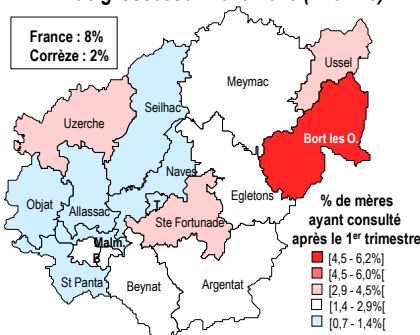 France : 8%
Corrèze : 2%
Ussel
Meymac
Seilhac
Uzerche
Bort les O.
Naves
Egletons
Objat
Allassac
T
Ste Fortunade
Malm.
B
St Panta
Beynat
Argentat
% de mères
ayant consulté
après le 1er trimestre
[4,5 - 6,2%]
[4,5 - 6,0%[
[2,9 - 4,5%[
[1,4 - 2,9%[
[0,7 - 1,4%[